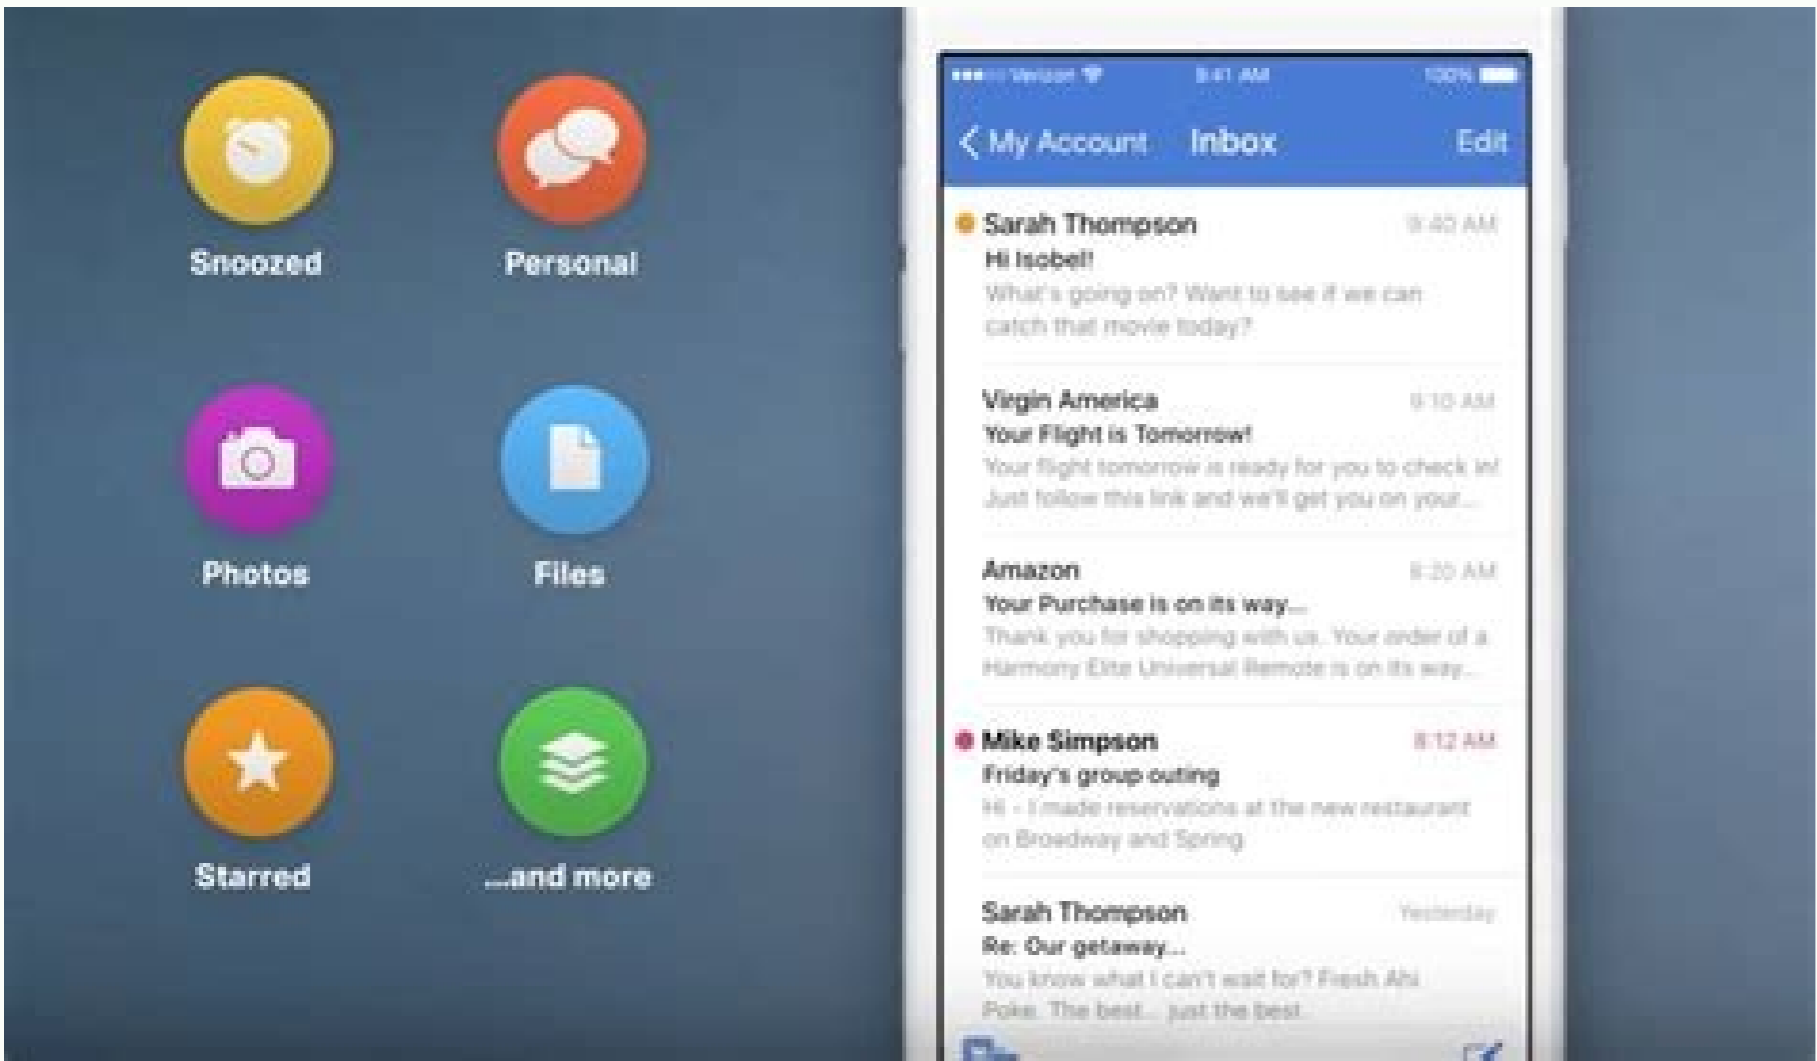 Snoozed
Personal
Photos
Files
Starred
...and more
Verizon 9:41 AM 100%
My Account Inbox Edit
Sarah Thompson 9:40 AM
Hi Isobel!
What's going on? Want to see if we can
catch that movie today?
Virgin America 9:10 AM
Your Flight is Tomorrow!
Your flight tomorrow is ready for you to check in!
Just follow this link and we'll get you on your...
Amazon 8:20 AM
Your Purchase is on its way...
Thank you for shopping with us. Your order of a
Harmony Elite Universal Remote is on its way...
Mike Simpson 8:12 AM
Friday's group outing
Hi - I made reservations at the new restaurant
on Broadway and Spring
Sarah Thompson Yesterday
Re: Our getaway...
You know what I can't wait for? Fresh Ahi
Poke. The best... just the best.